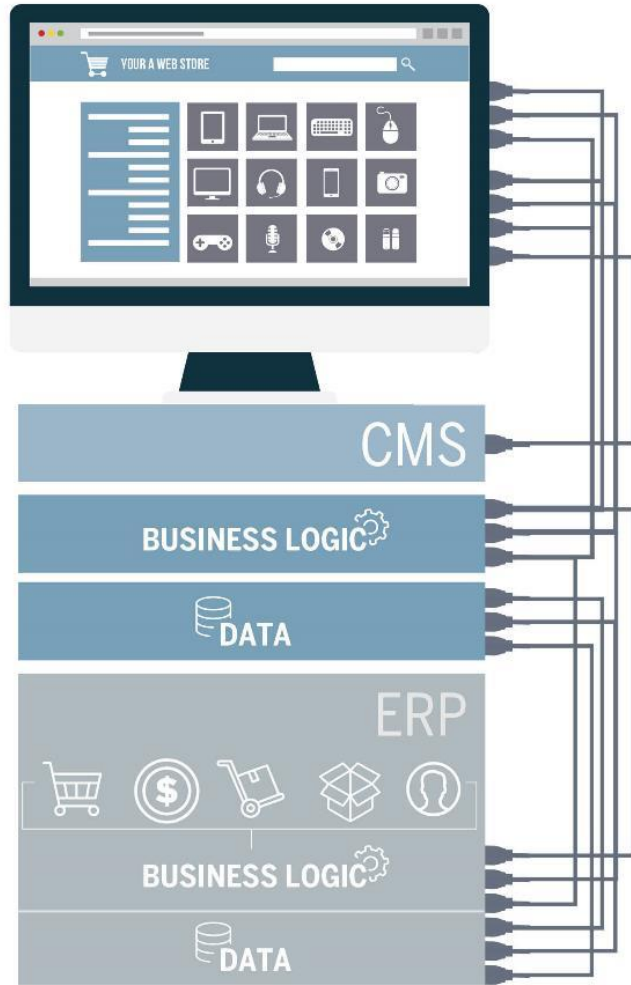 YOUR A WEB STORE
CMS
BUSINESS LOGIC
DATA
ERP
BUSINESS LOGIC
DATA